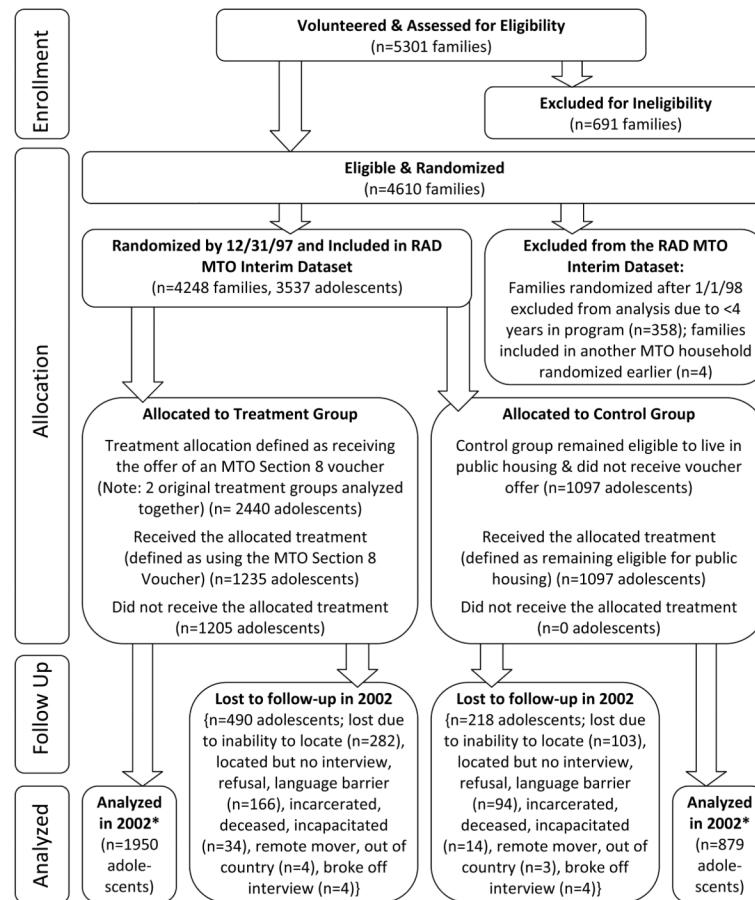 Enrollment
Volunteered & Assessed for Eligibility
(n=5301 families)
Excluded for Ineligibility
(n=691 families)
Allocation
Eligible & Randomized
(n=4610 families)
Randomized by 12/31/97 and Included in RAD
MTO Interim Dataset
(n=4248 families, 3537 adolescents)
Excluded from the RAD MTO
Interim Dataset:
Families randomized after 1/1/98
excluded from analysis due to <4
years in program (n=358); families
included in another MTO household
randomized earlier (n=4)
Allocated to Treatment Group
Treatment allocation defined as receiving
the offer of an MTO Section 8 voucher
(Note: 2 original treatment groups analyzed
together) (n= 2440 adolescents)
Received the allocated treatment
(defined as using the MTO Section 8
Voucher) (n=1235 adolescents)
Did not receive the allocated treatment
(n=1205 adolescents)
Allocated to Control Group
Control group remained eligible to live in
public housing & did not receive voucher
offer (n=1097 adolescents)
Received the allocated treatment
(defined as remaining eligible for public
housing) (n=1097 adolescents)
Did not receive the allocated treatment
(n=0 adolescents)
Follow Up
Lost to follow-up in 2002
{n=490 adolescents; lost due
to inability to locate (n=282),
located but no interview,
refusal, language barrier
(n=166), incarcerated,
deceased, incapacitated
(n=34), remote mover, out of
country (n=4), broke off
interview (n=4)}
Lost to follow-up in 2002
{n=218 adolescents; lost due
to inability to locate (n=103),
located but no interview,
refusal, language barrier
(n=94), incarcerated,
deceased, incapacitated
(n=14), remote mover, out of
country (n=3), broke off
interview (n=4)}
Analyzed
Analyzed
in 2002*
(n=1950
adole-
scents)
Analyzed
in 2002*
(n=879
adole-
scents)